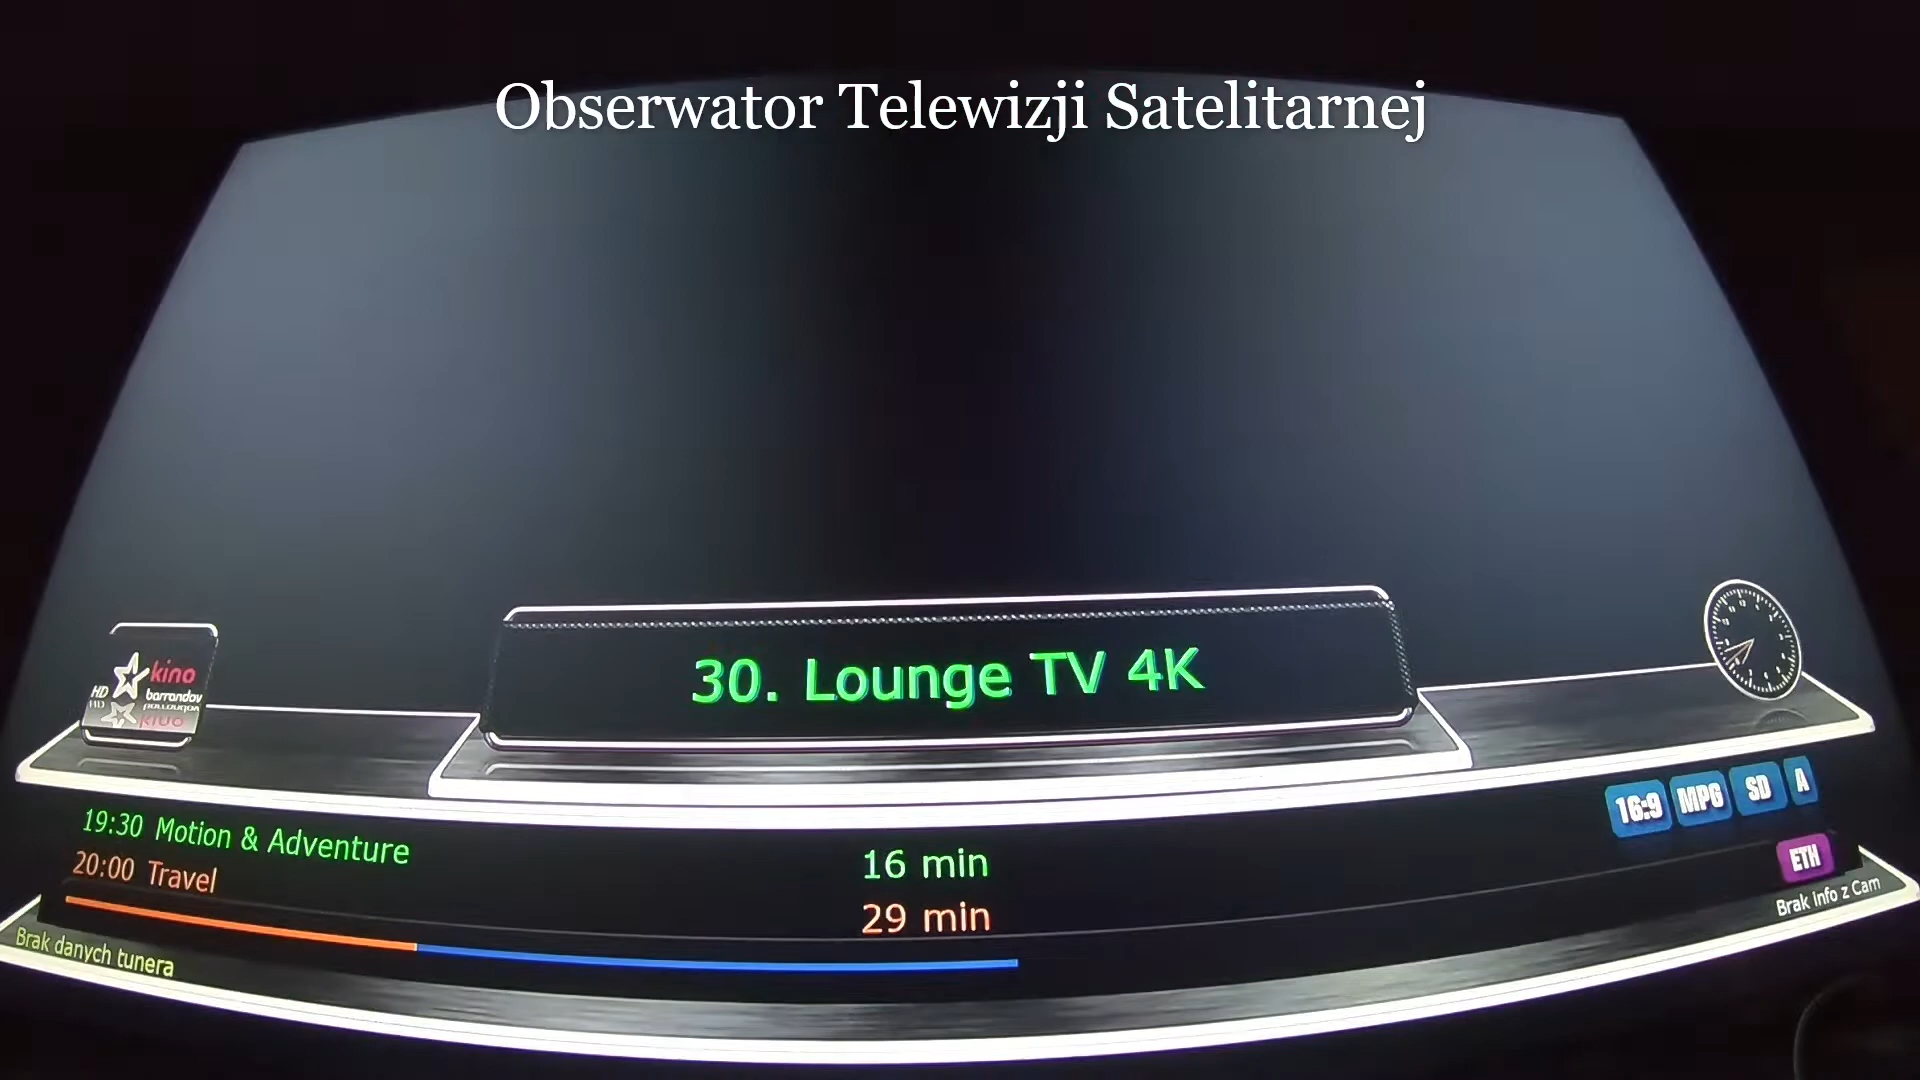 Obserwator Telewizji Satelitarnej
kino
HD
barrandov
30. Lounge TV 4K
16:9 MPG SD A
19:30 Motion & Adventure 16 min
20:00 Travel 29 min
ETH
Brak info z Cam
Brak danych tunera